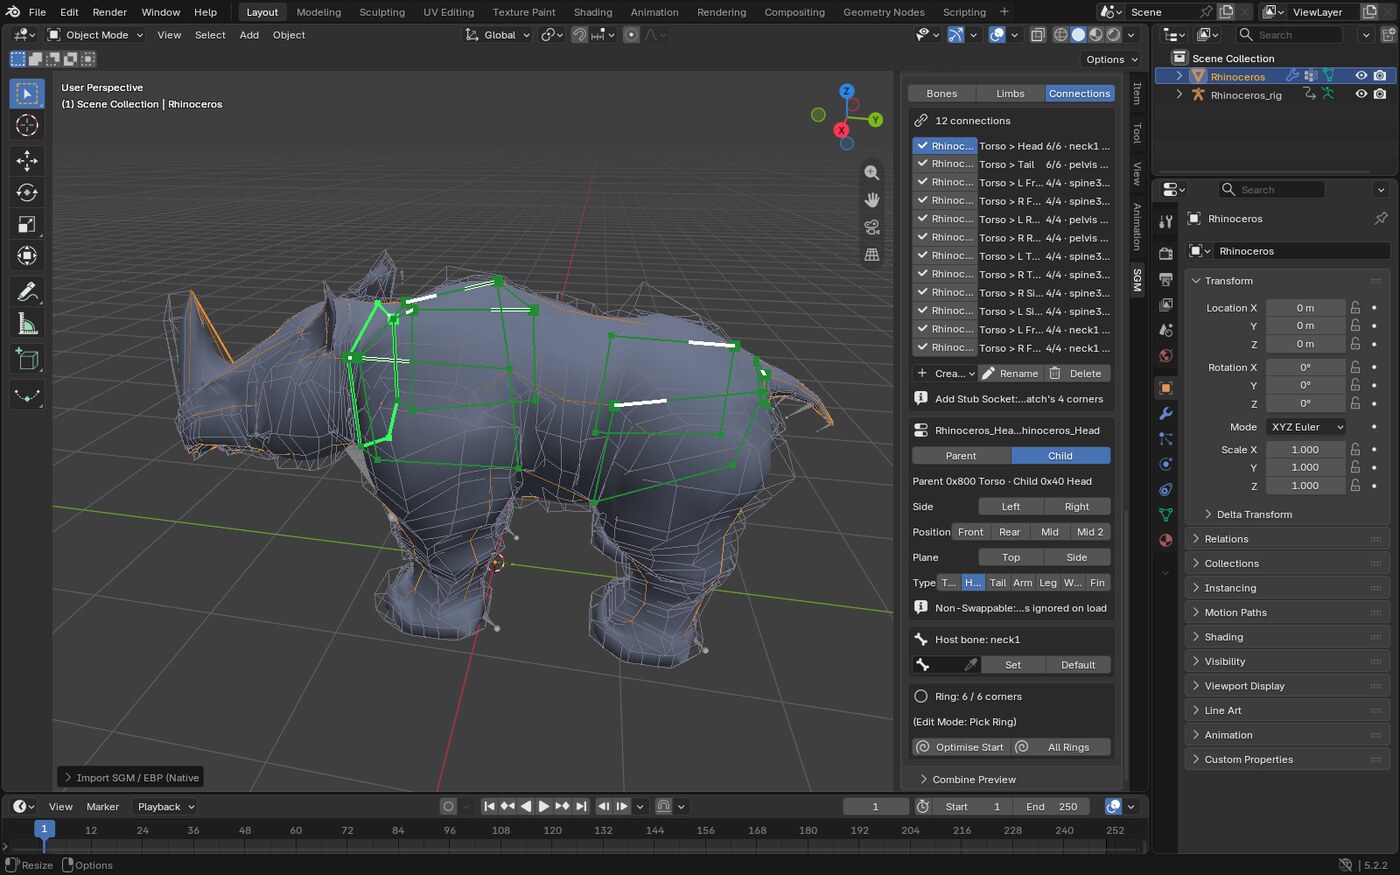 File Edit Render Window Help Layout Modeling Sculpting UV Editing Texture Paint Shading Animation Rendering Compositing Geometry Nodes Scripting + Scene ViewLayer
Object Mode View Select Add Object Global Search
Options
User Perspective
(1) Scene Collection | Rhinoceros
Z
Y
X
Import SGM / EBP (Native
Bones Limbs Connections
12 connections
Rhinoc... Torso > Head 6/6 · neck1 ...
Rhinoc... Torso > Tail 6/6 · pelvis ...
Rhinoc... Torso > L Fr... 4/4 · spine3...
Rhinoc... Torso > R F... 4/4 · spine3...
Rhinoc... Torso > L R... 4/4 · pelvis ...
Rhinoc... Torso > R R... 4/4 · pelvis ...
Rhinoc... Torso > L T... 4/4 · spine3...
Rhinoc... Torso > R T... 4/4 · spine3...
Rhinoc... Torso > R Si... 4/4 · spine3...
Rhinoc... Torso > L Si... 4/4 · spine3...
Rhinoc... Torso > L Fr... 4/4 · neck1 ...
Rhinoc... Torso > R F... 4/4 · neck1 ...
+ Crea... Rename Delete
Add Stub Socket:...atch's 4 corners
Rhinoceros_Hea...hinoceros_Head
Parent Child
Parent 0x800 Torso · Child 0x40 Head
Side Left Right
Position Front Rear Mid Mid 2
Plane Top Side
Type T... H... Tail Arm Leg W... Fin
Non-Swappable:...s ignored on load
Host bone: neck1
Set Default
Ring: 6 / 6 corners
(Edit Mode: Pick Ring)
Optimise Start All Rings
Combine Preview
Item
Tool
View
Animation
SGM
Scene Collection
Rhinoceros
Rhinoceros_rig
Search
Rhinoceros
Rhinoceros
Transform
Location X 0 m
Y 0 m
Z 0 m
Rotation X 0°
Y 0°
Z 0°
Mode XYZ Euler
Scale X 1.000
Y 1.000
Z 1.000
Delta Transform
Relations
Collections
Instancing
Motion Paths
Shading
Visibility
Viewport Display
Line Art
Animation
Custom Properties
View Marker Playback 1 Start 1 End 250
1 12 24 36 48 60 72 84 96 108 120 132 144 156 168 180 192 204 216 228 240 252
Resize Options 5.2.2